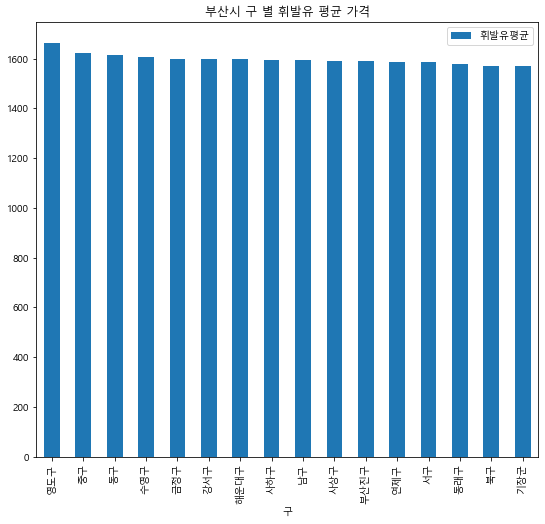 부산시 구 별 휘발유 평균 가격
휘발유평균
1600
1400
1200
1000
800
600
400
200
0
영도구
중구
동구
수영구
금정구
강서구
해운대구
사하구
남구
사상구
부산진구
연제구
서구
동래구
북구
기장군
구